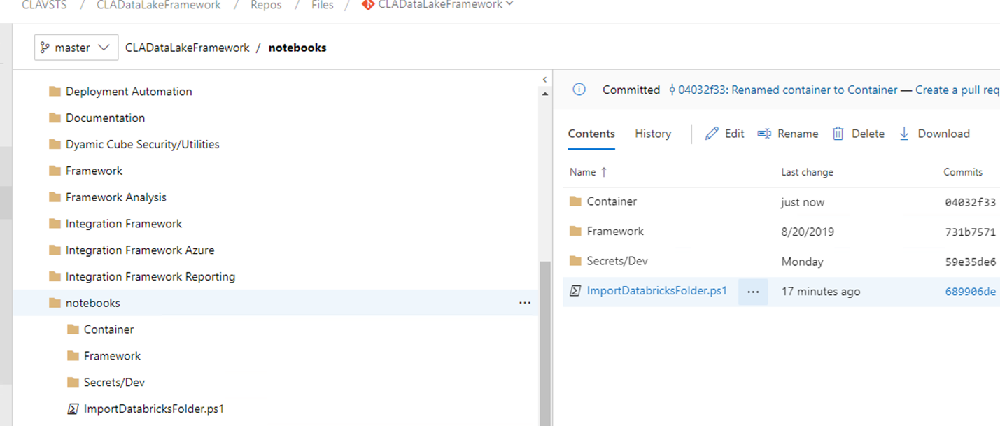 CLAVSTS / CLADataLakeFramework / Repos / Files / CLADataLakeFramework
master CLADataLakeFramework / notebooks
Deployment Automation
Documentation
Dyamic Cube Security/Utilities
Framework
Framework Analysis
Integration Framework
Integration Framework Azure
Integration Framework Reporting
notebooks ...
Container
Framework
Secrets/Dev
ImportDatabricksFolder.ps1
Committed 04032f33: Renamed container to Container — Create a pull req
Contents History Edit Rename Delete Download
Name ↑ Last change Commits
Container just now 04032f33
Framework 8/20/2019 731b7571
Secrets/Dev Monday 59e35de6
ImportDatabricksFolder.ps1 ... 17 minutes ago 689906de